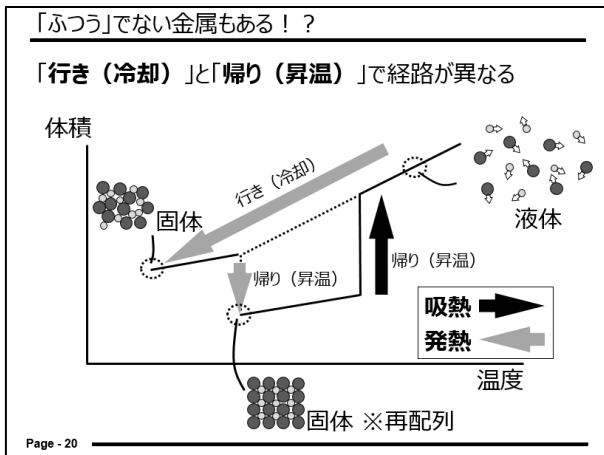 「ふつう」でない金属もある！？
「行き（冷却）」と「帰り（昇温）」で経路が異なる
体積
行き（冷却）
固体
液体
帰り（昇温）
帰り（昇温）
吸熱
発熱
温度
固体 ※再配列
Page - 20